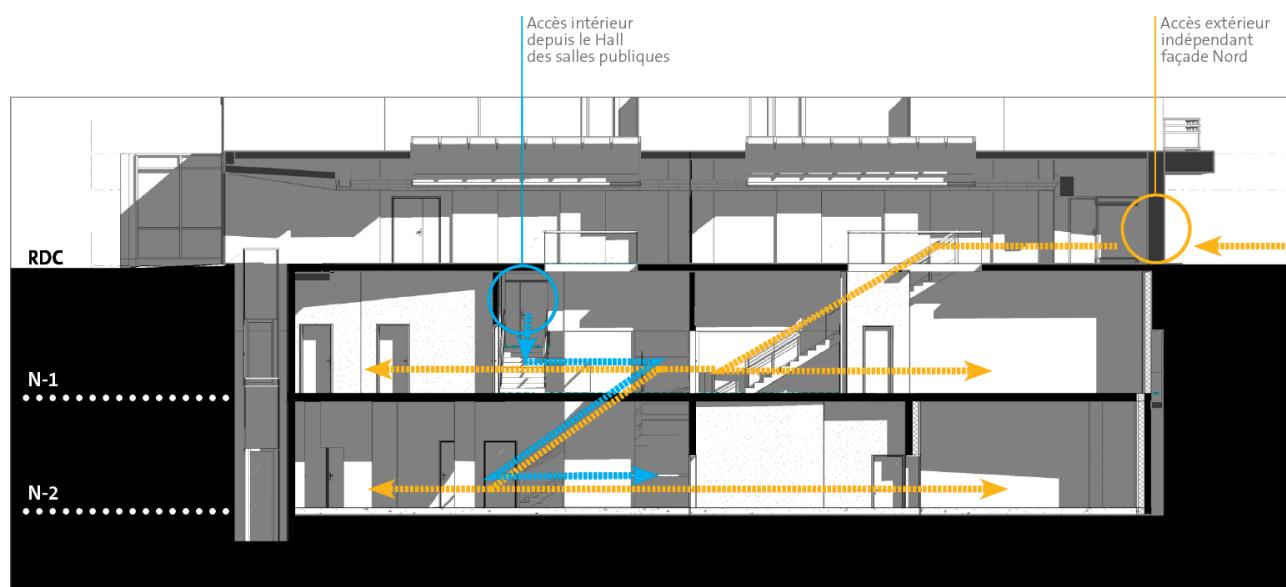 Accès intérieur
depuis le Hall
des salles publiques
Accès extérieur
indépendant
façade Nord
RDC
N-1
N-2